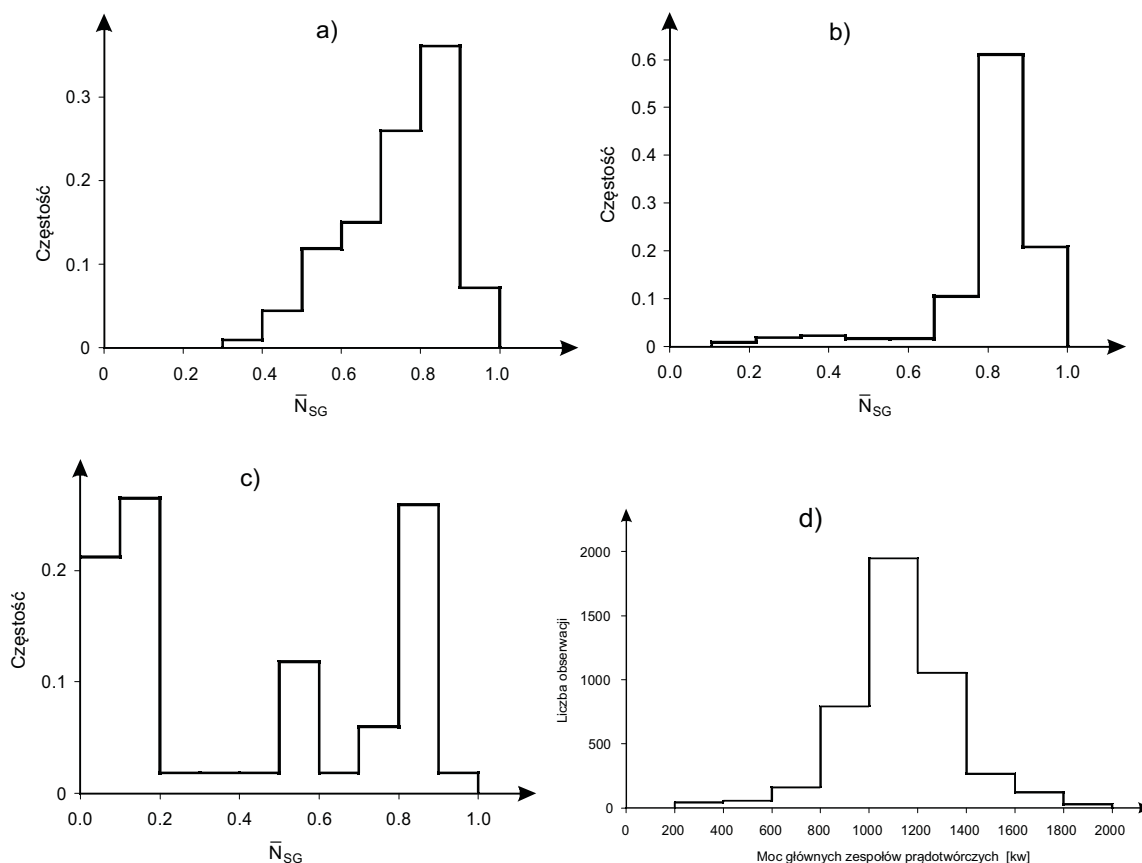 a)
Częstość
0.3
0.2
0.1
0
0 0.2 0.4 0.6 0.8 1.0
N̄SG
b)
Częstość
0.6
0.5
0.4
0.3
0.2
0.1
0
0.0 0.2 0.4 0.6 0.8 1.0
N̄SG
c)
Częstość
0.2
0.1
0
0.0 0.2 0.4 0.6 0.8 1.0
N̄SG
d)
Liczba obserwacji
2000
1500
1000
500
0
0 200 400 600 800 1000 1200 1400 1600 1800 2000
Moc głównych zespołów prądotwórczych [kw]